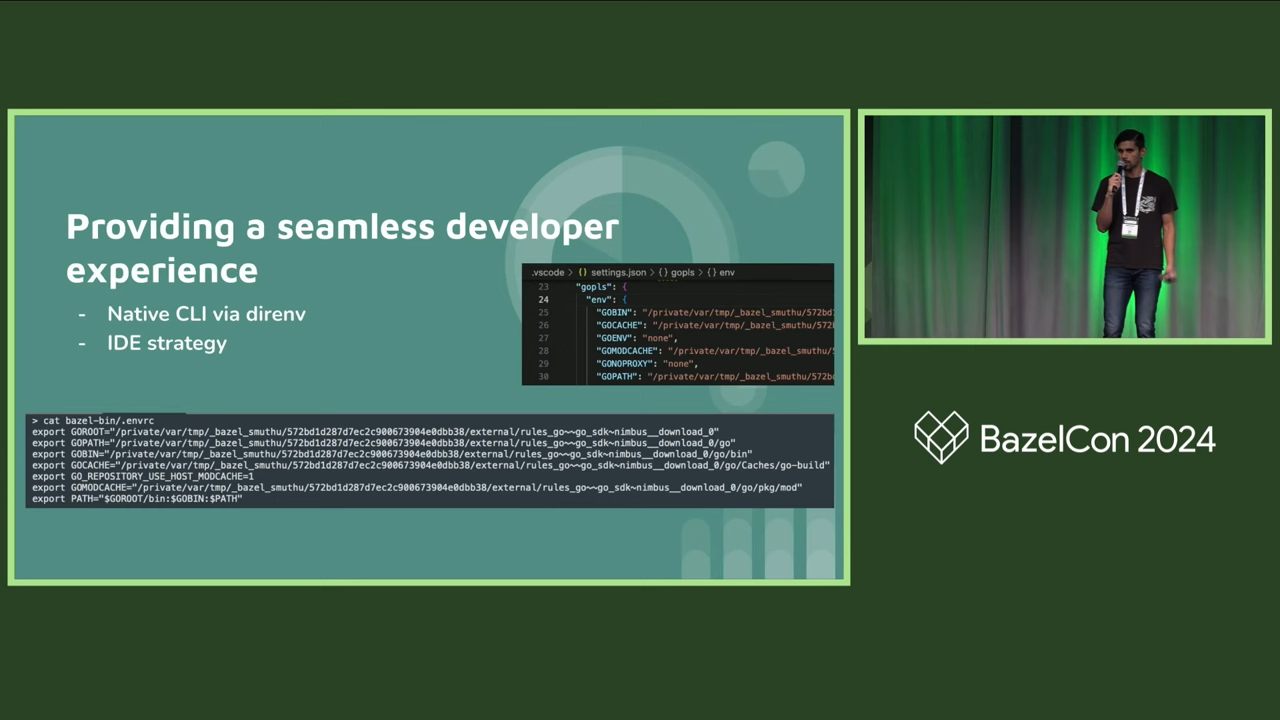 Providing a seamless developer
experience
- Native CLI via direnv
- IDE strategy
.vscode > {} settings.json > {} gopls > {} env
23 "gopls": {
24 "env": {
25 "GOBIN": "/private/var/tmp/_bazel_smuthu/572bd
26 "GOCACHE": "/private/var/tmp/_bazel_smuthu/572
27 "GOENV": "none",
28 "GOMODCACHE": "/private/var/tmp/_bazel_smuthu/
29 "GONOPROXY": "none",
30 "GOPATH": "/private/var/tmp/_bazel_smuthu/572b
> cat bazel-bin/.envrc
export GOROOT="/private/var/tmp/_bazel_smuthu/572bd1d287d7ec2c900673904e0dbb38/external/rules_go~~go_sdk~nimbus__download_0"
export GOPATH="/private/var/tmp/_bazel_smuthu/572bd1d287d7ec2c900673904e0dbb38/external/rules_go~~go_sdk~nimbus__download_0/go"
export GOBIN="/private/var/tmp/_bazel_smuthu/572bd1d287d7ec2c900673904e0dbb38/external/rules_go~~go_sdk~nimbus__download_0/go/bin"
export GOCACHE="/private/var/tmp/_bazel_smuthu/572bd1d287d7ec2c900673904e0dbb38/external/rules_go~~go_sdk~nimbus__download_0/go/Caches/go-build"
export GO_REPOSITORY_USE_HOST_MODCACHE=1
export GOMODCACHE="/private/var/tmp/_bazel_smuthu/572bd1d287d7ec2c900673904e0dbb38/external/rules_go~~go_sdk~nimbus__download_0/go/pkg/mod"
export PATH="$GOROOT/bin:$GOBIN:$PATH"
BazelCon 2024